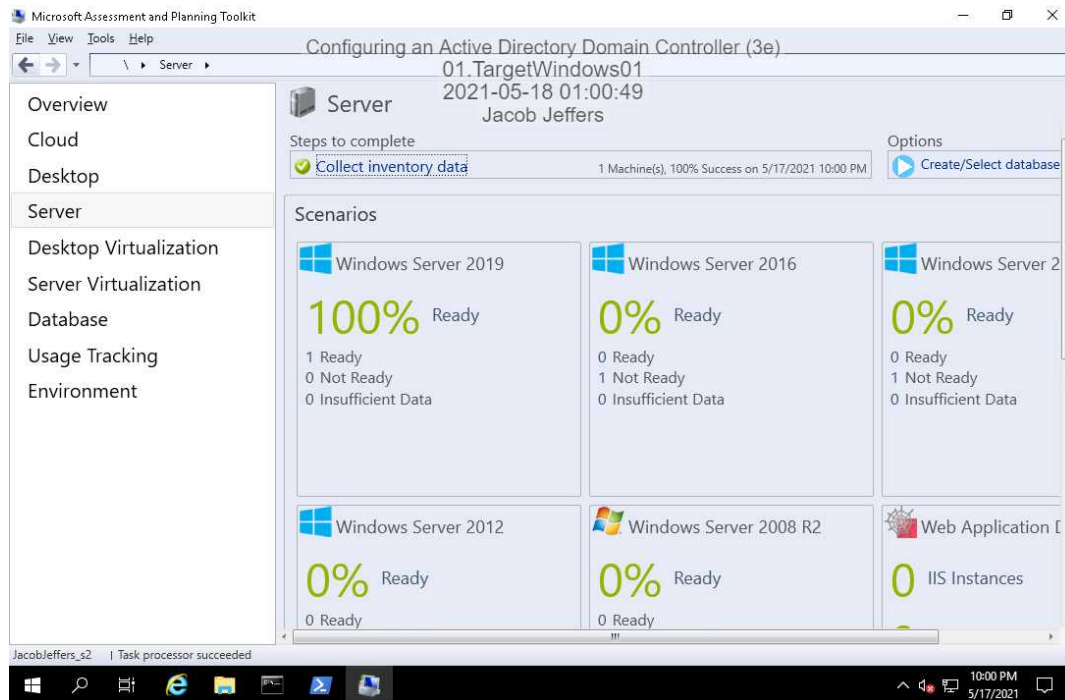 Microsoft Assessment and Planning Toolkit
File View Tools Help
Configuring an Active Directory Domain Controller (3e)
\ Server
01.TargetWindows01
2021-05-18 01:00:49
Jacob Jeffers
Overview
Cloud
Desktop
Server
Desktop Virtualization
Server Virtualization
Database
Usage Tracking
Environment
Server
Steps to complete
Collect inventory data 1 Machine(s), 100% Success on 5/17/2021 10:00 PM
Options
Create/Select database
Scenarios
Windows Server 2019
100% Ready
1 Ready
0 Not Ready
0 Insufficient Data
Windows Server 2016
0% Ready
0 Ready
1 Not Ready
0 Insufficient Data
Windows Server 2
0% Ready
0 Ready
1 Not Ready
0 Insufficient Data
Windows Server 2012
0% Ready
0 Ready
Windows Server 2008 R2
0% Ready
0 Ready
Web Application
0 IIS Instances
JacobJeffers_s2 | Task processor succeeded
10:00 PM
5/17/2021